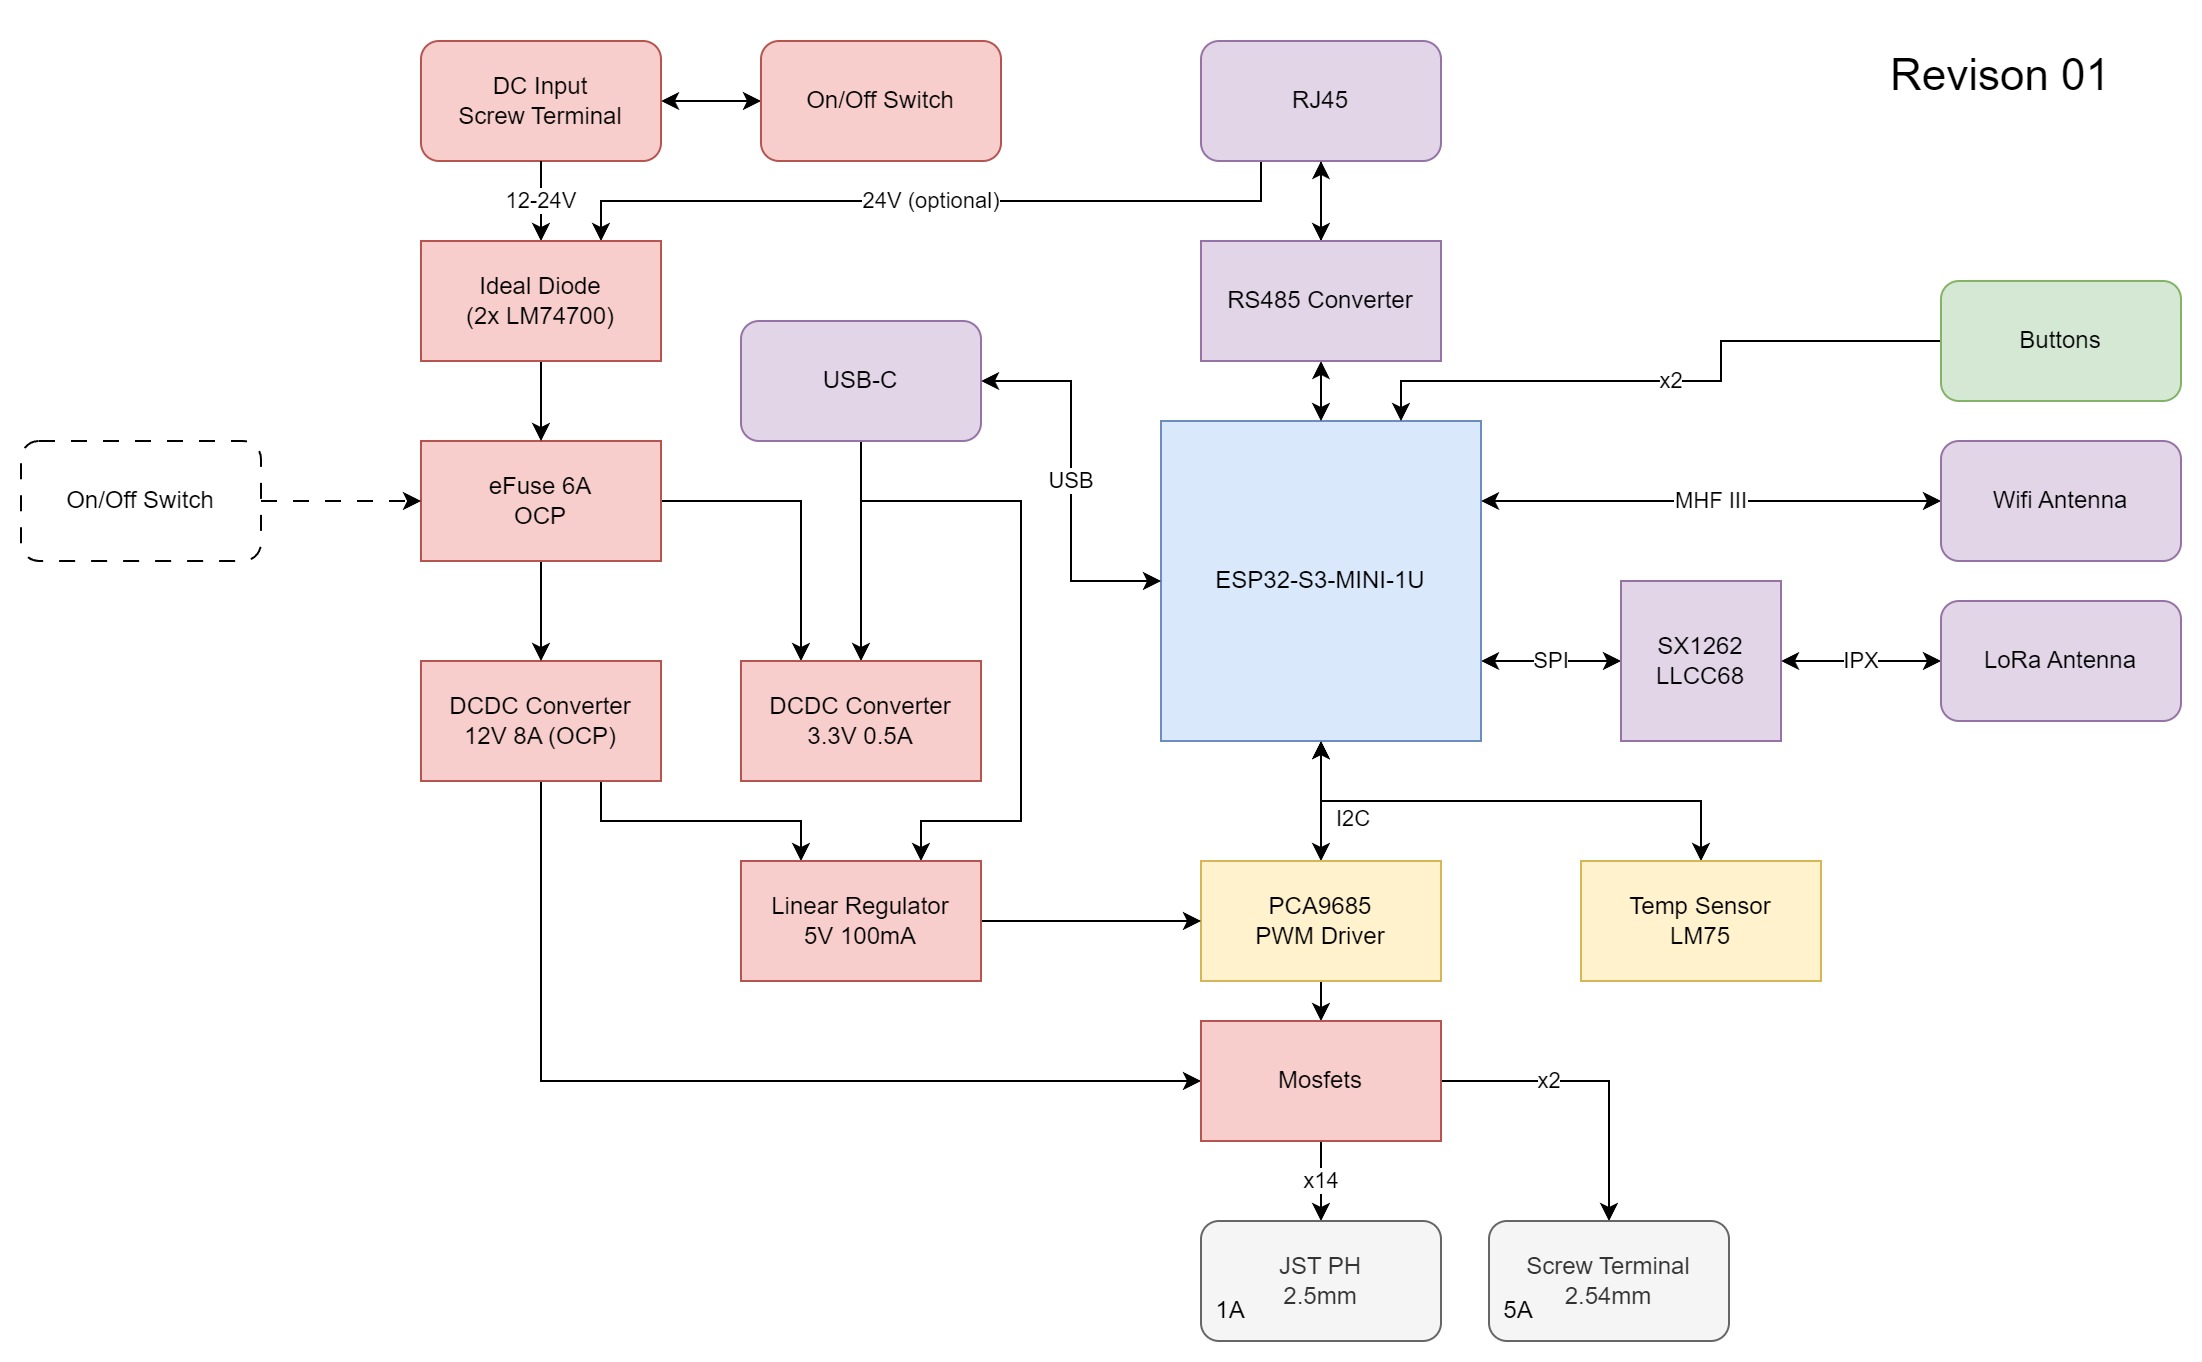 DC Input
Screw Terminal
On/Off Switch
RJ45
Revison 01
12-24V
24V (optional)
Ideal Diode
(2x LM74700)
RS485 Converter
Buttons
USB-C
x2
On/Off Switch
eFuse 6A
OCP
USB
MHF III
Wifi Antenna
ESP32-S3-MINI-1U
SPI
SX1262
LLCC68
IPX
LoRa Antenna
DCDC Converter
12V 8A (OCP)
DCDC Converter
3.3V 0.5A
I2C
Linear Regulator
5V 100mA
PCA9685
PWM Driver
Temp Sensor
LM75
Mosfets
x2
x14
JST PH
2.5mm
1A
Screw Terminal
2.54mm
5A